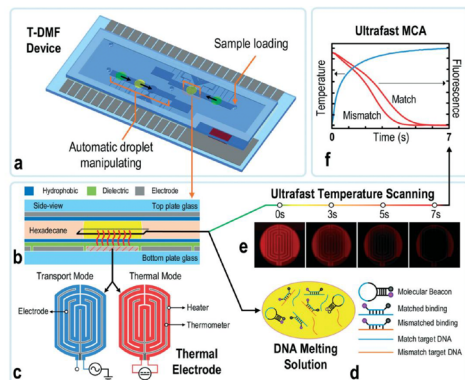 T-DMF
Device
Sample loading
Automatic droplet
manipulating
a
Ultrafast MCA
Temperature
Fluorescence
Match
Mismatch
0
Time (s)
7
f
Hydrophobic
Dielectric
Electrode
Side-view
Top plate glass
Hexadecane
Bottom plate glass
b
Ultrafast Temperature Scanning
0s
3s
5s
7s
e
Transport Mode
Thermal Mode
Electrode
Heater
Thermometer
Thermal
Electrode
c
DNA Melting
Solution
Molecular Beacon
Matched binding
Mismatched binding
Match target DNA
Mismatch target DNA
d